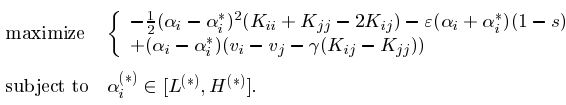 maximize { −½(αᵢ − αᵢ*)²(Kᵢᵢ + Kⱼⱼ − 2Kᵢⱼ) − ε(αᵢ + αᵢ*)(1 − s)
+(αᵢ − αᵢ*)(vᵢ − vⱼ − γ(Kᵢⱼ − Kⱼⱼ))
subject to αᵢ⁽*⁾ ∈ [L⁽*⁾, H⁽*⁾].